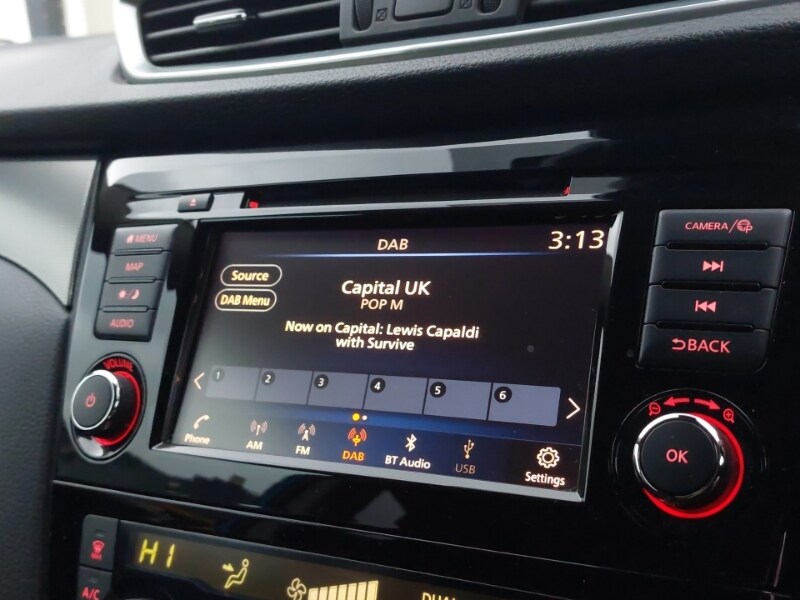 DAB
3:13
Source
DAB Menu
Capital UK
POP M
Now on Capital: Lewis Capaldi
with Survive
1 2 3 4 5 6
Phone
AM
FM
DAB
BT Audio
USB
Settings
MENU
MAP
AUDIO
VOLUME
CAMERA/
BACK
OK
HI
A/C
DUAL